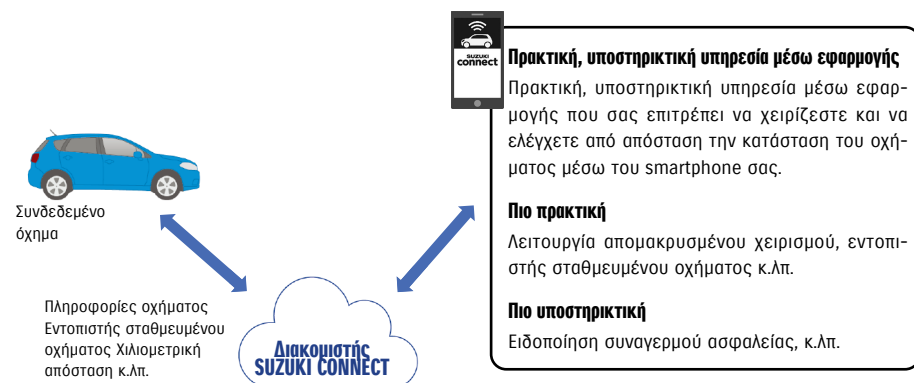 SUZUKI
connect
Πρακτική, υποστηρικτική υπηρεσία μέσω εφαρμογής
Πρακτική, υποστηρικτική υπηρεσία μέσω εφαρ-
μογής που σας επιτρέπει να χειρίζεστε και να
ελέγχετε από απόσταση την κατάσταση του οχή-
ματος μέσω του smartphone σας.
Πιο πρακτική
Λειτουργία απομακρυσμένου χειρισμού, εντοπι-
στής σταθμευμένου οχήματος κ.λπ.
Πιο υποστηρικτική
Ειδοποίηση συναγερμού ασφαλείας, κ.λπ.
Συνδεδεμένο
όχημα
Πληροφορίες οχήματος
Εντοπιστής σταθμευμένου
οχήματος Χιλιομετρική
απόσταση κ.λπ.
Διακομιστής
SUZUKI CONNECT